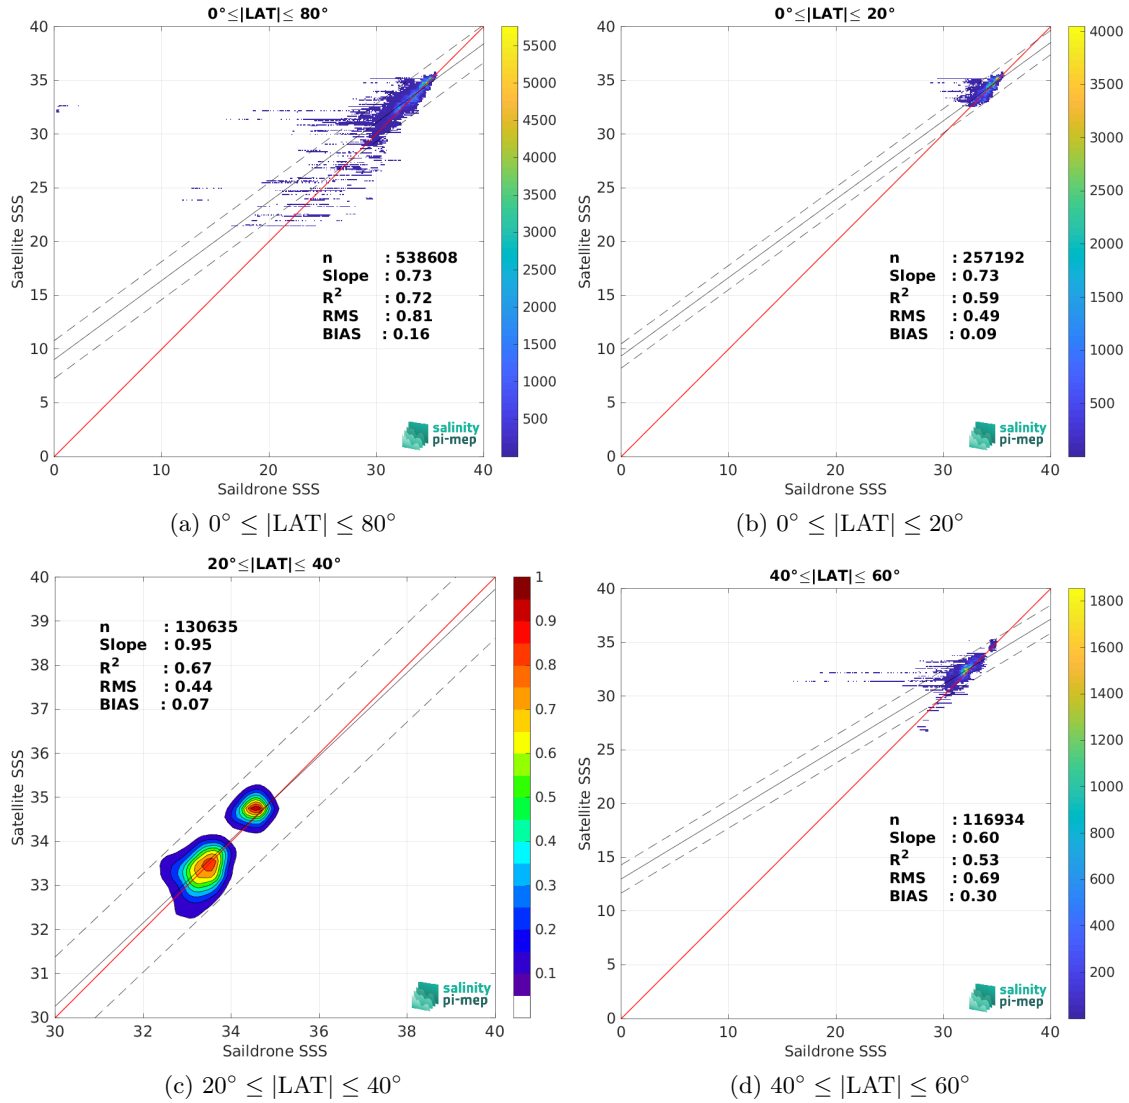 0°≤|LAT|≤ 80°
Satellite SSS
40
35
30
25
20
15
10
5
0
0 10 20 30 40
Saildrone SSS
n : 538608
Slope : 0.73
R² : 0.72
RMS : 0.81
BIAS : 0.16
salinity
pi-mep
5500
5000
4500
4000
3500
3000
2500
2000
1500
1000
500
(a) 0° ≤ |LAT| ≤ 80°
0°≤|LAT|≤ 20°
Satellite SSS
40
35
30
25
20
15
10
5
0
0 10 20 30 40
Saildrone SSS
n : 257192
Slope : 0.73
R² : 0.59
RMS : 0.49
BIAS : 0.09
salinity
pi-mep
4000
3500
3000
2500
2000
1500
1000
500
(b) 0° ≤ |LAT| ≤ 20°
20°≤|LAT|≤ 40°
Satellite SSS
40
39
38
37
36
35
34
33
32
31
30
30 32 34 36 38 40
Saildrone SSS
n : 130635
Slope : 0.95
R² : 0.67
RMS : 0.44
BIAS : 0.07
salinity
pi-mep
1
0.9
0.8
0.7
0.6
0.5
0.4
0.3
0.2
0.1
(c) 20° ≤ |LAT| ≤ 40°
40°≤|LAT|≤ 60°
Satellite SSS
40
35
30
25
20
15
10
5
0
0 10 20 30 40
Saildrone SSS
n : 116934
Slope : 0.60
R² : 0.53
RMS : 0.69
BIAS : 0.30
salinity
pi-mep
1800
1600
1400
1200
1000
800
600
400
200
(d) 40° ≤ |LAT| ≤ 60°